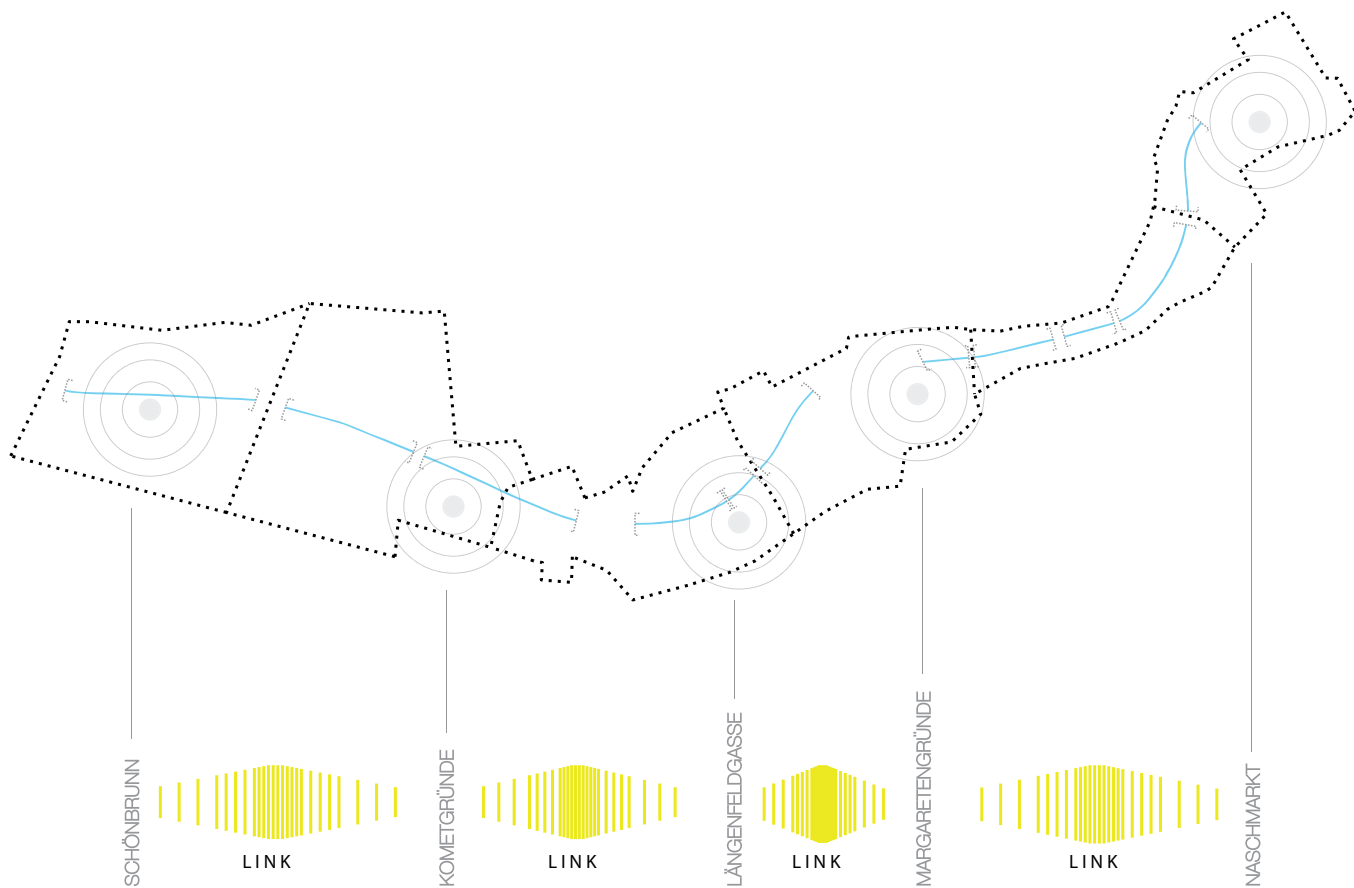 SCHÖNBRUNN
LINK
KOMETGRÜNDE
LINK
LÄNGENFELDGASSE
LINK
MARGARETENGRÜNDE
LINK
NASCHMARKT